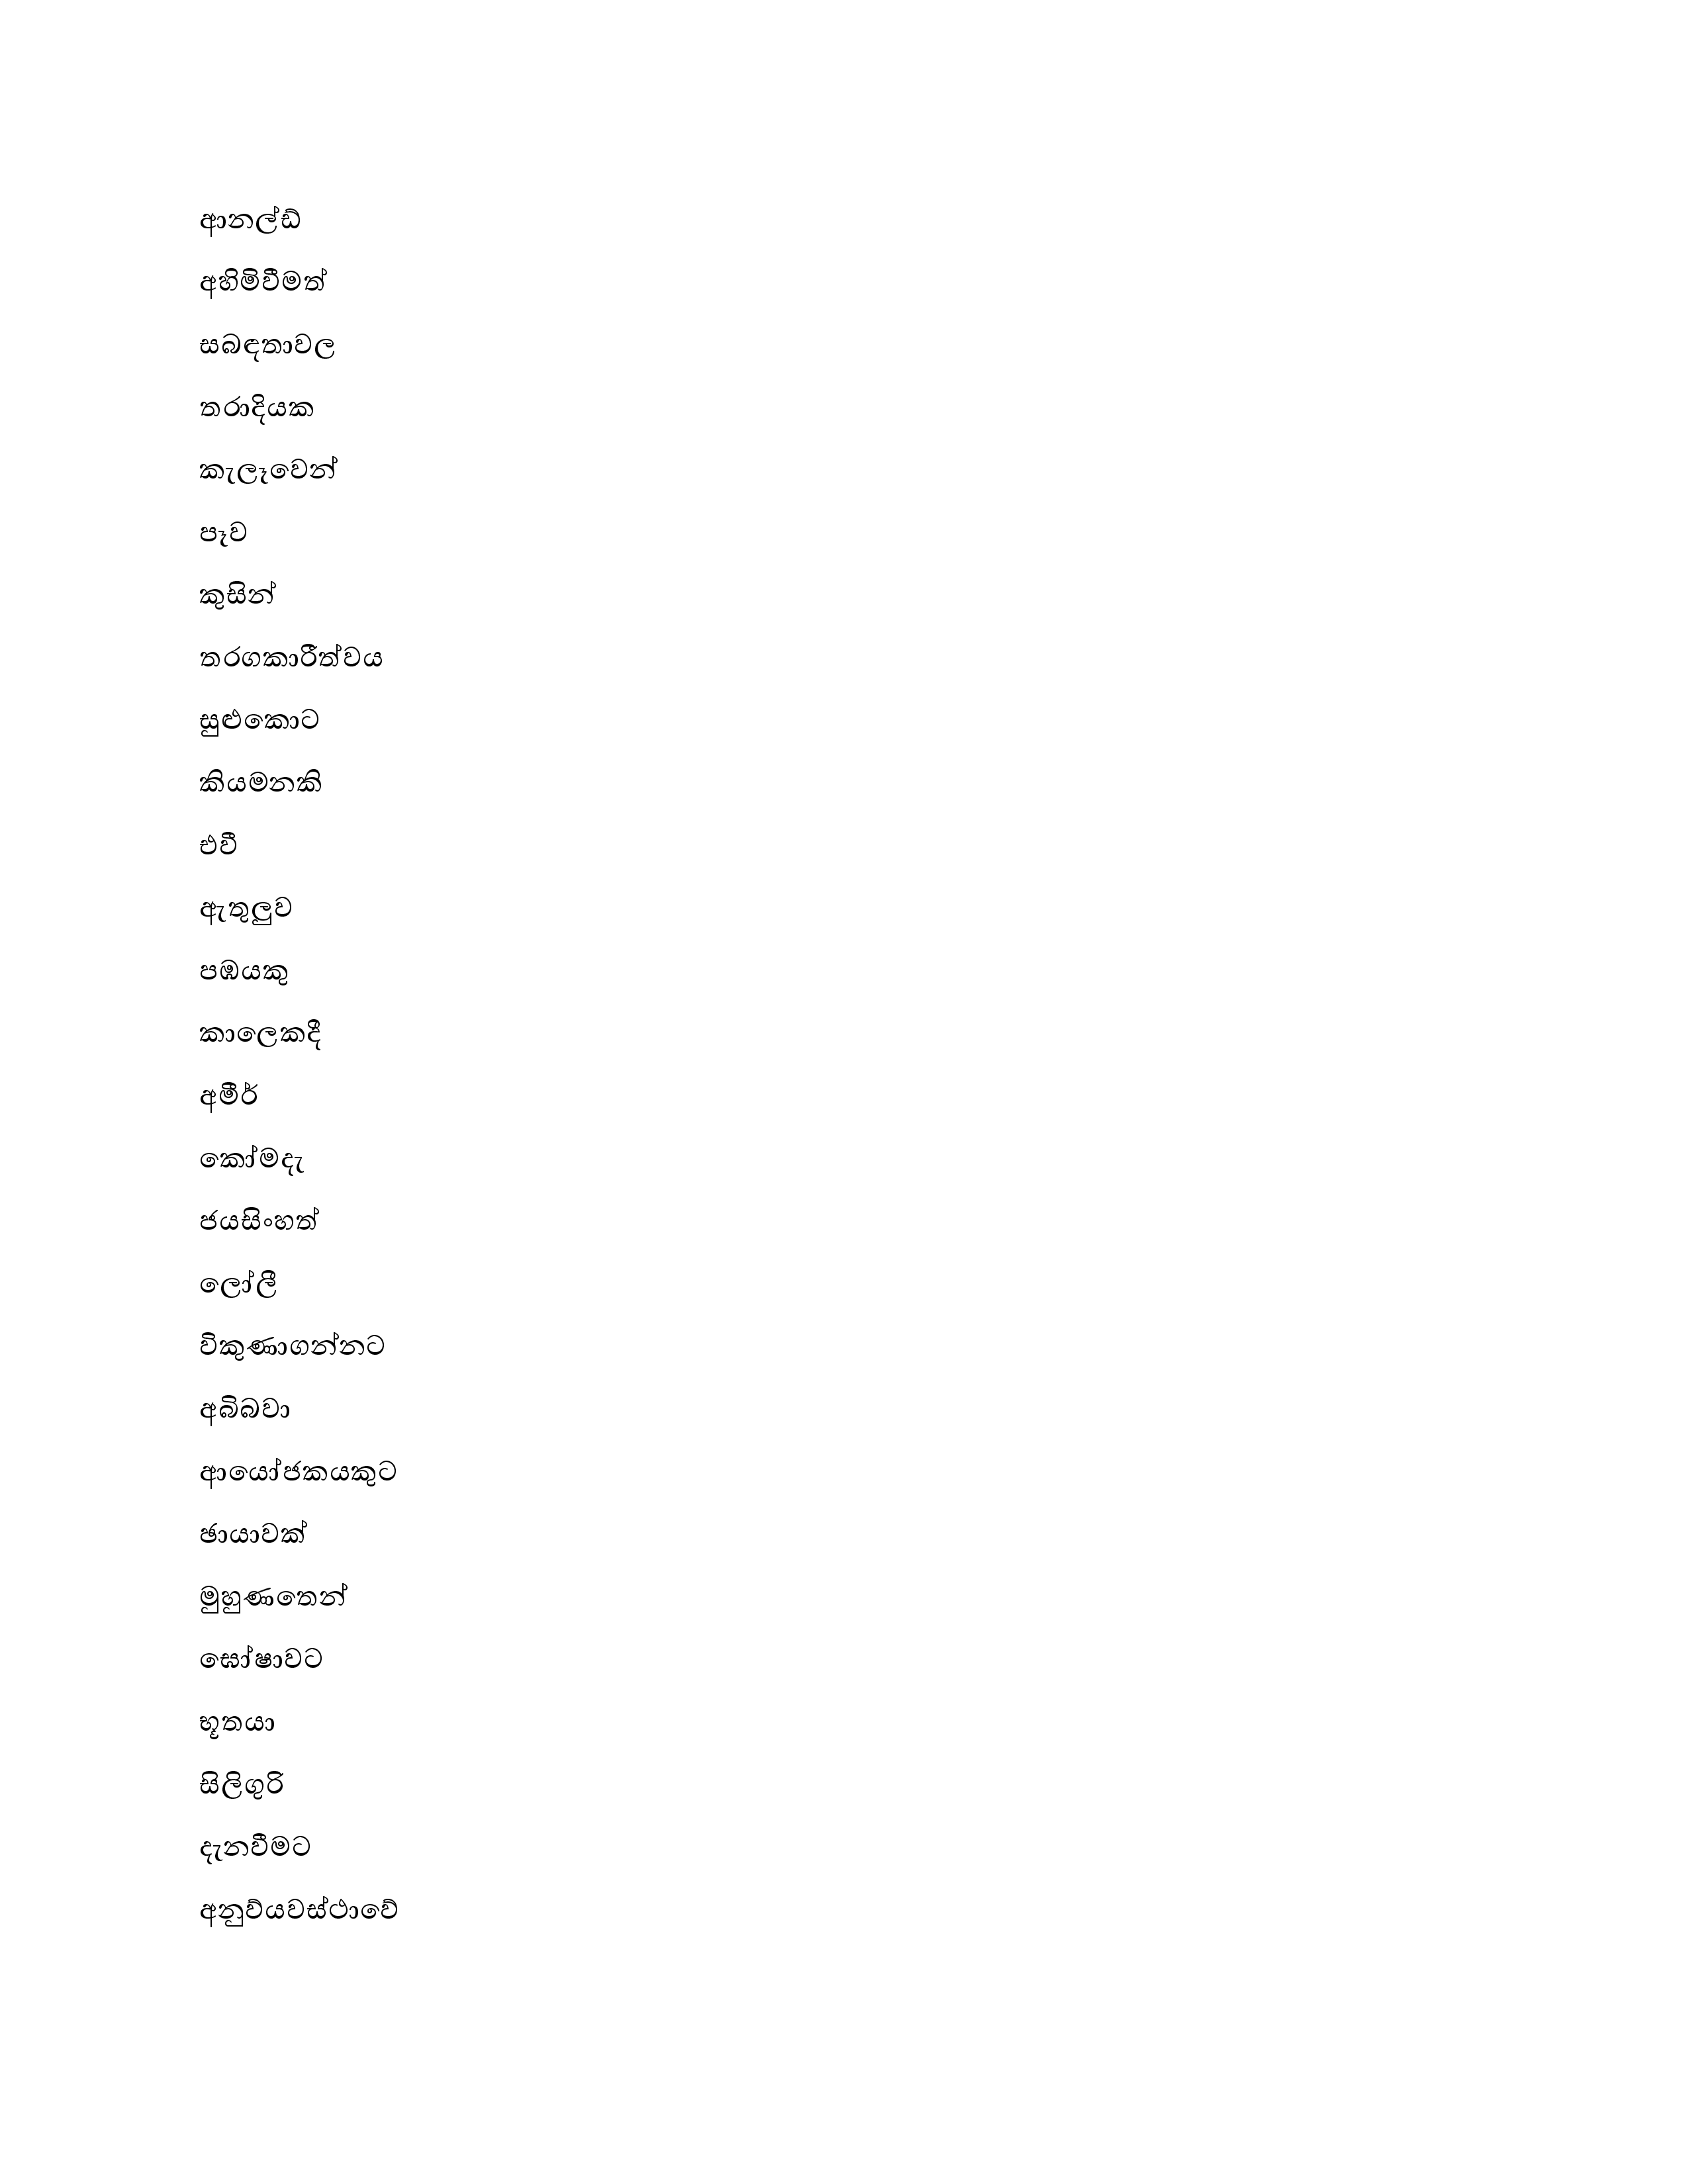 ආනල්ඩ්
අහිමිවීමත්
සබඳතාවල
තරාදියක
කැලෑවෙන්
පෑව
කුසින්
තරගකාරීත්වය
සුළුකොට
කියමනකි
එවී
ඇතුලුව
පඹයකු
කාලෙකදී
අමීර්
කෝමදැ
ජයසිංහත්
ලෝලී
විකුණාගන්නට
අබිබවා
ආයෝජකයකුට
ඡායාවක්
මුහුණතෙන්
ඝෝෂාවට
භූතයා
සිලිගුරි
දැනවීමට
අනුව්යවස්ථාවේ